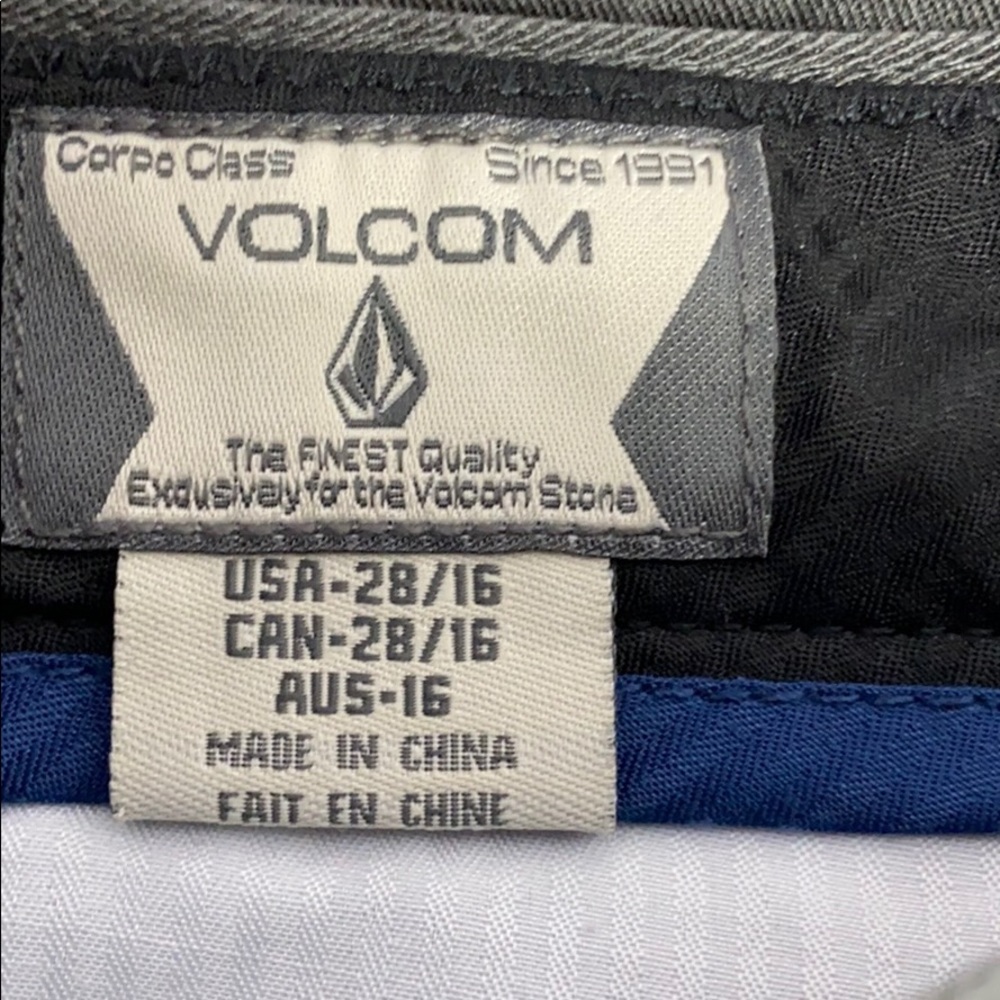 Corpo Class Since 1991
VOLCOM
The FINEST Quality
Exclusively for the Volcom Stone
USA-28/16
CAN-28/16
AUS-16
MADE IN CHINA
FAIT EN CHINE